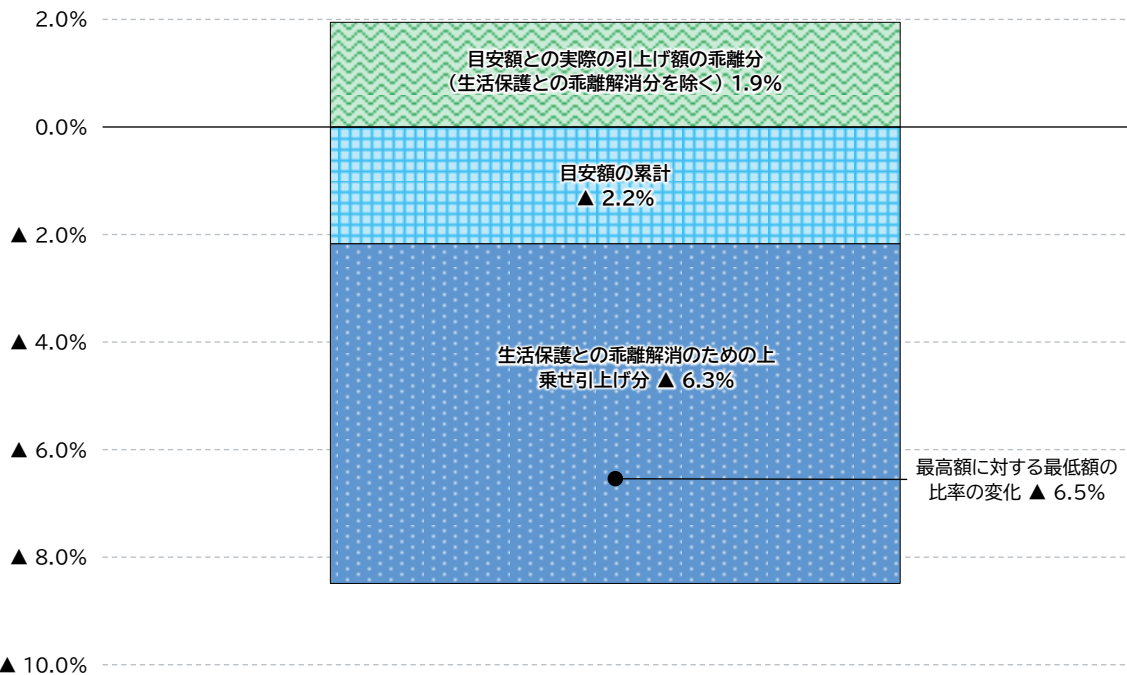 2.0%
目安額との実際の引上げ額の乖離分
（生活保護との乖離解消分を除く） 1.9%
0.0%
目安額の累計
▲ 2.2%
▲ 2.0%
▲ 4.0%
生活保護との乖離解消のための上
乗せ引上げ分 ▲ 6.3%
▲ 6.0%
最高額に対する最低額の
比率の変化 ▲ 6.5%
▲ 8.0%
▲ 10.0%